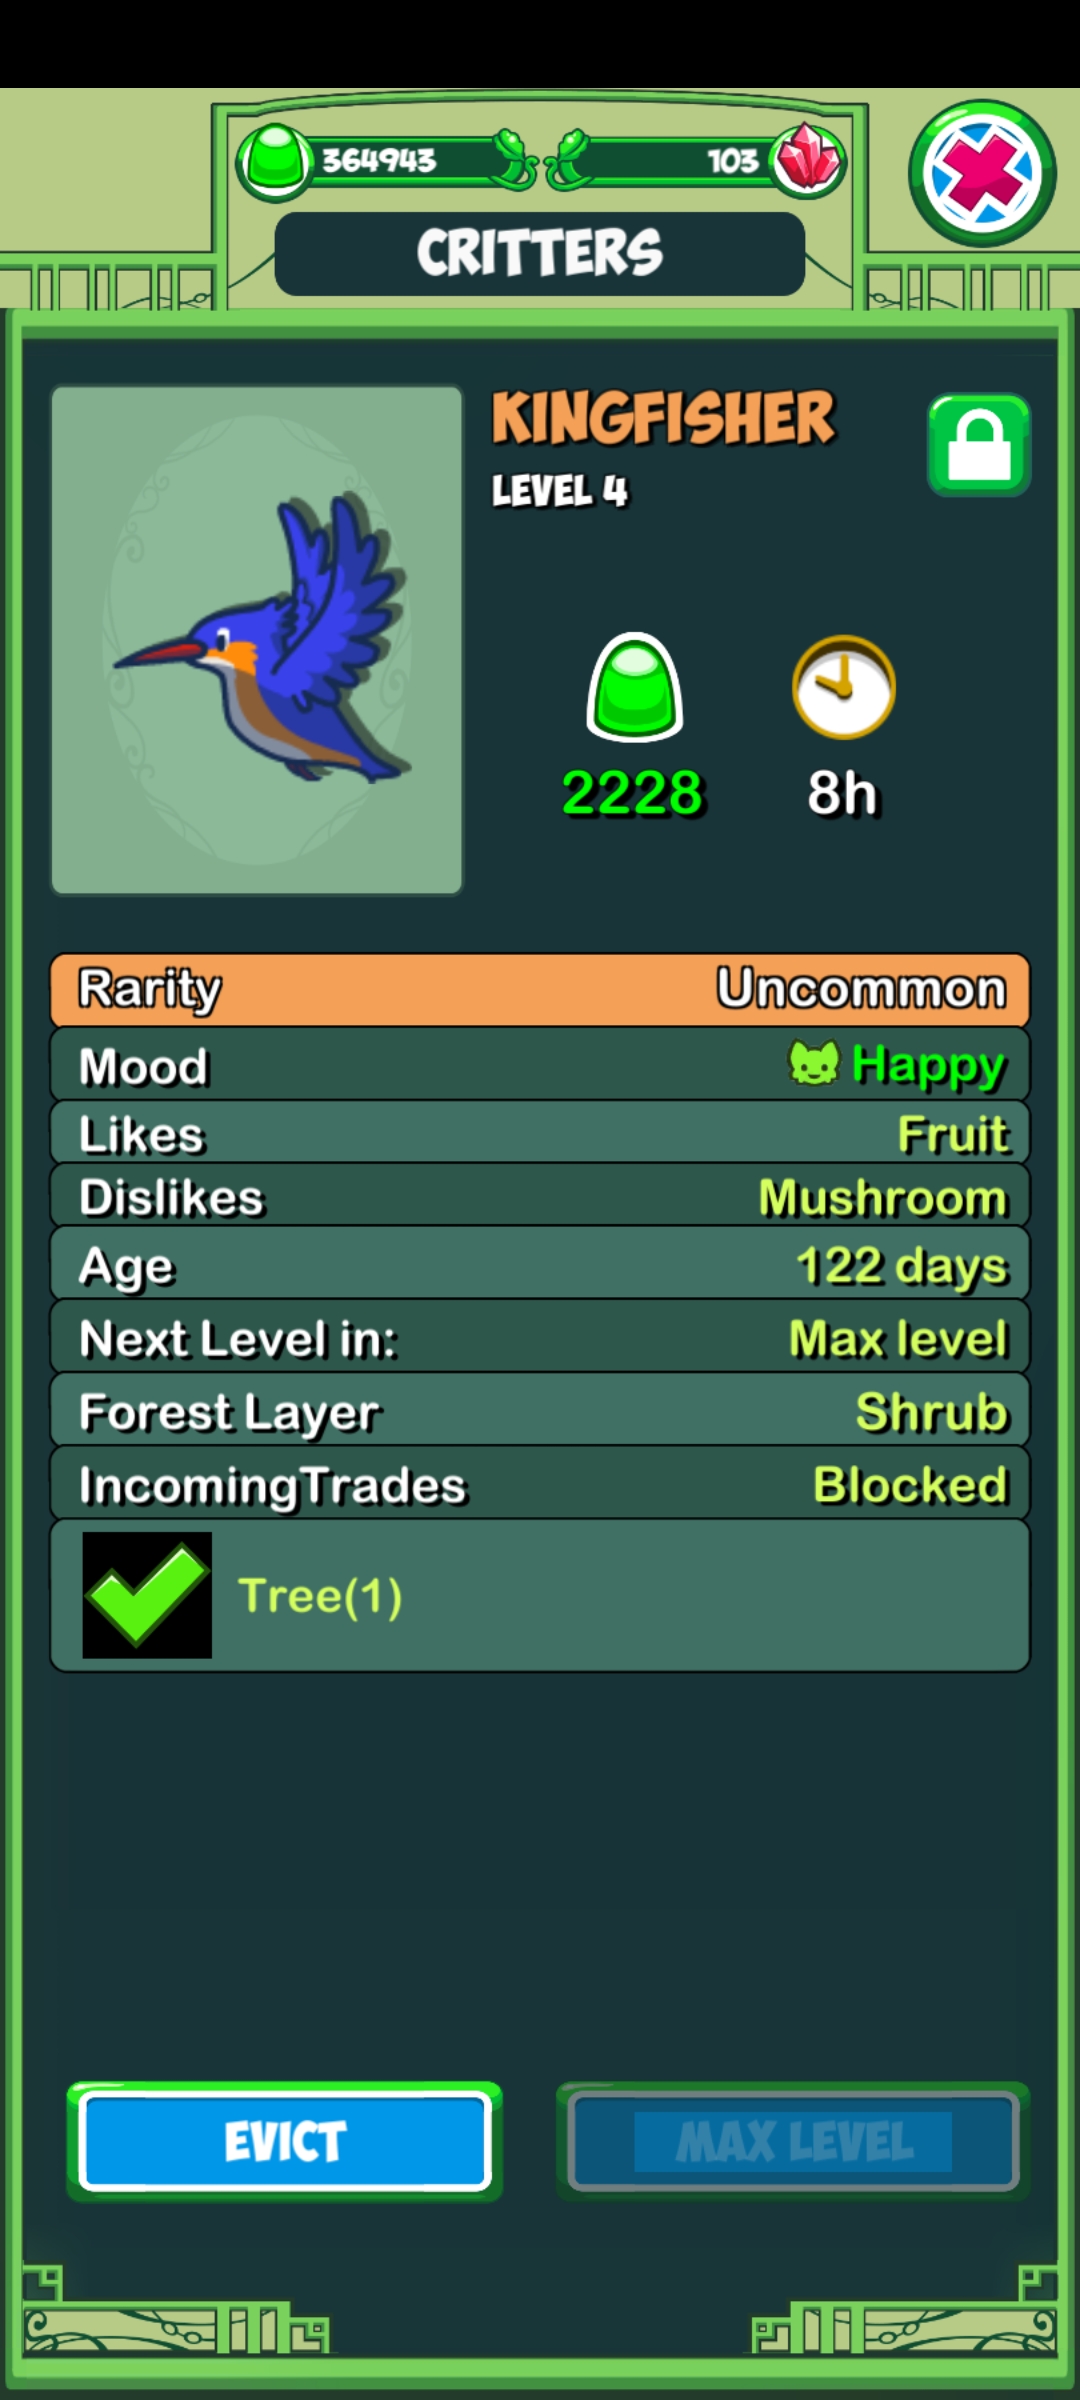 364943 103
CRITTERS
KINGFISHER
LEVEL 4
2228 8h
Rarity Uncommon
Mood Happy
Likes Fruit
Dislikes Mushroom
Age 122 days
Next Level in: Max level
Forest Layer Shrub
IncomingTrades Blocked
Tree(1)
EVICT MAX LEVEL